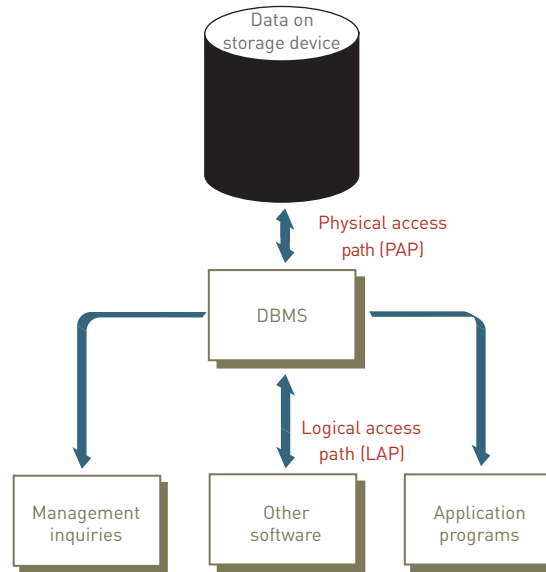 Data on
storage device
Physical access
path (PAP)
DBMS
Logical access
path (LAP)
Management
inquiries
Other
software
Application
programs